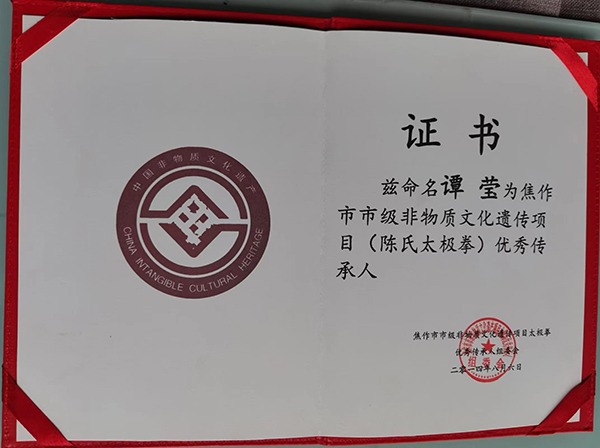 中国非物质文化遗产
CHINA INTANGIBLE CULTURAL HERITAGE
证书
兹命名谭 莹为焦作
市市级非物质文化遗传项
目（陈氏太极拳）优秀传
承人
焦作市市级非物质文化遗传项目太极拳
优秀传承人组委会
组委会
二〇一四年八月六日